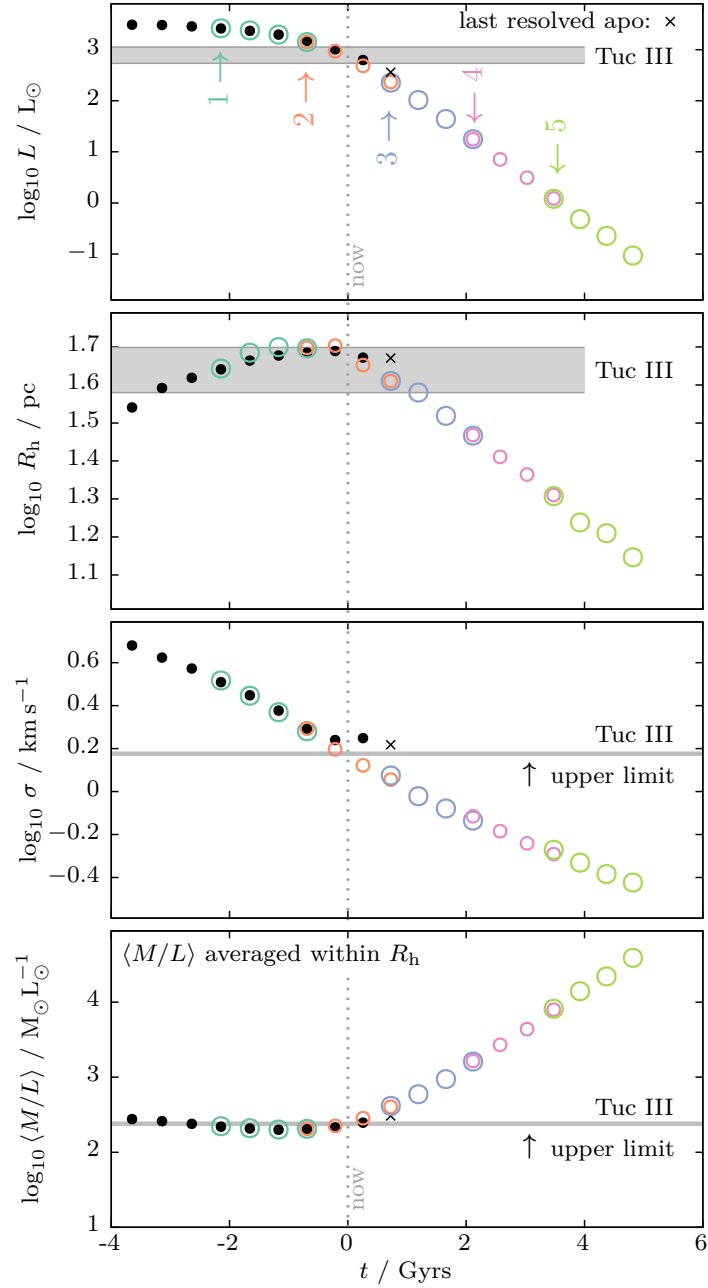 last resolved apo: ×
Tuc III
1
2
3
4
5
now
log₁₀ L / L⊙
3
2
1
0
−1
Tuc III
log₁₀ Rₕ / pc
1.7
1.6
1.5
1.4
1.3
1.2
1.1
Tuc III
↑ upper limit
log₁₀ σ / km s⁻¹
0.6
0.4
0.2
0
−0.2
−0.4
⟨M/L⟩ averaged within Rₕ
Tuc III
↑ upper limit
now
log₁₀ ⟨M/L⟩ / M⊙L⊙⁻¹
4
3
2
1
-4
-2
0
2
4
6
t / Gyrs